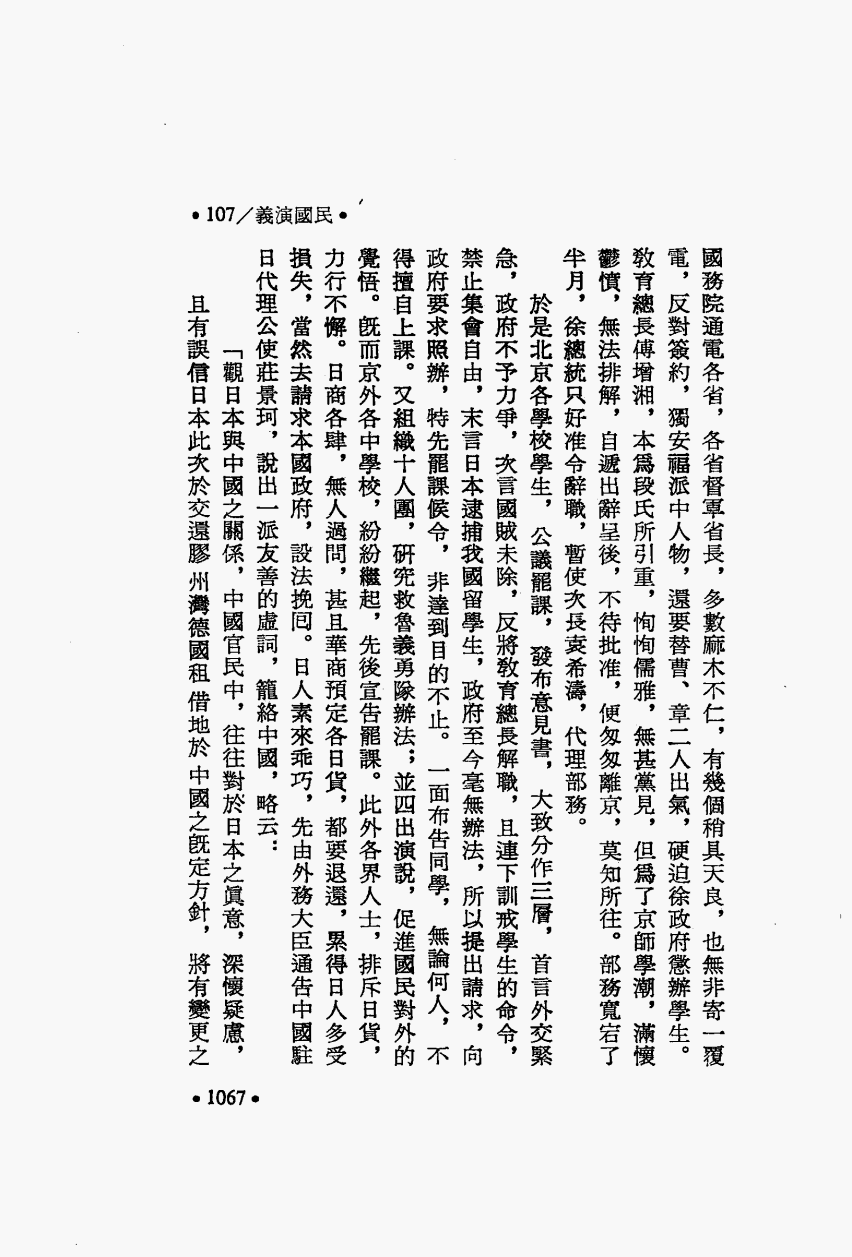 •107／義演國民•
國務院通電各省，各省督軍省長，多數麻木不仁，有幾個稍具天良，也無非寄一覆
電，反對簽約，獨安福派中人物，還要替曹、章二人出氣，硬迫徐政府懲辦學生。
教育總長傅增湘，本爲段氏所引重，恂恂儒雅，無甚黨見，但爲了京師學潮，滿懷
鬱憤，無法排解，自遞出辭呈後，不待批准，便匆匆離京，莫知所往。部務寬宕了
半月，徐總統只好准令辭職，暫使次長袁希濤，代理部務。
於是北京各學校學生，公議罷課，發布意見書，大致分作三層，首言外交緊
急，政府不予力爭，次言國賊未除，反將教育總長解職，且連下訓戒學生的命令，
禁止集會自由，末言日本逮捕我國留學生，政府至今毫無辦法，所以提出請求，向
政府要求照辦，特先罷課候令，非達到目的不止。一面布告同學，無論何人，不
得擅自上課。又組織十人團，研究救魯義勇隊辦法；並四出演說，促進國民對外的
覺悟。既而京外各中學校，紛紛繼起，先後宣告罷課。此外各界人士，排斥日貨，
力行不懈。日商各肆，無人過問，甚且華商預定各日貨，都要退還，累得日人多受
損失，當然去請求本國政府，設法挽回。日人素來乖巧，先由外務大臣通告中國駐
日代理公使莊景珂，說出一派友善的虛詞，籠絡中國，略云：
「觀日本與中國之關係，中國官民中，往往對於日本之眞意，深懷疑慮，
且有誤信日本此次於交還膠州灣德國租借地於中國之既定方針，將有變更之
•1067•